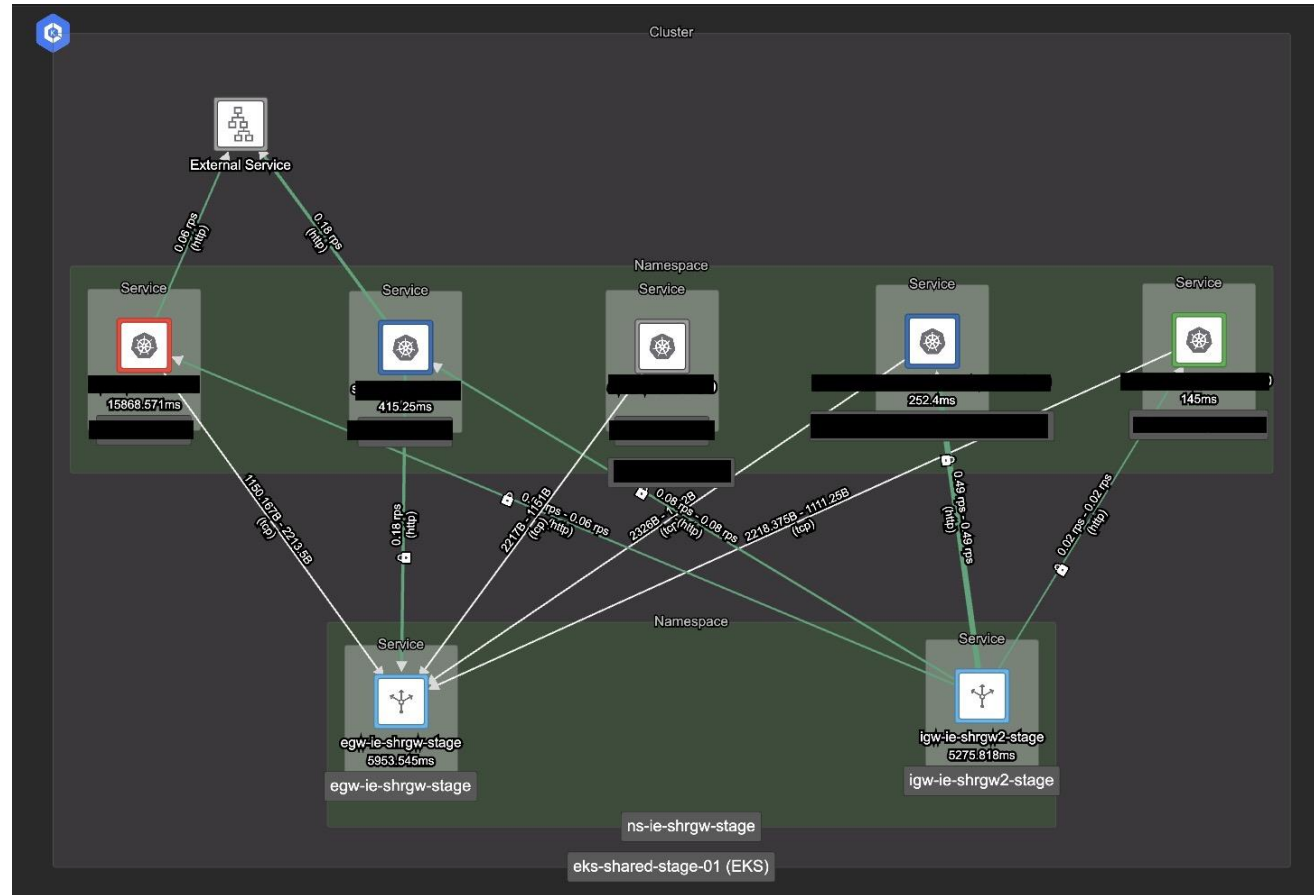 Cluster
External Service
0.06 rps
(http)
0.18 rps
(http)
Namespace
Service
Service
Service
Service
Service
15868.571ms
415.25ms
252.4ms
145ms
1150.167B - 2213.5B
(tcp)
0.18 rps
(http)
2217B - 1151B
(tcp)
rps - 0.06 rps
(http)
2326B -
(tcp)
0.08 rps - 0.08 rps
(http)
2218.375B - 1111.25B
(tcp)
0.49 rps - 0.49 rps
(http)
0.02 rps - 0.02 rps
(http)
Namespace
Service
Service
egw-ie-shrgw-stage
5953.545ms
egw-ie-shrgw-stage
igw-ie-shrgw2-stage
5275.818ms
igw-ie-shrgw2-stage
ns-ie-shrgw-stage
eks-shared-stage-01 (EKS)